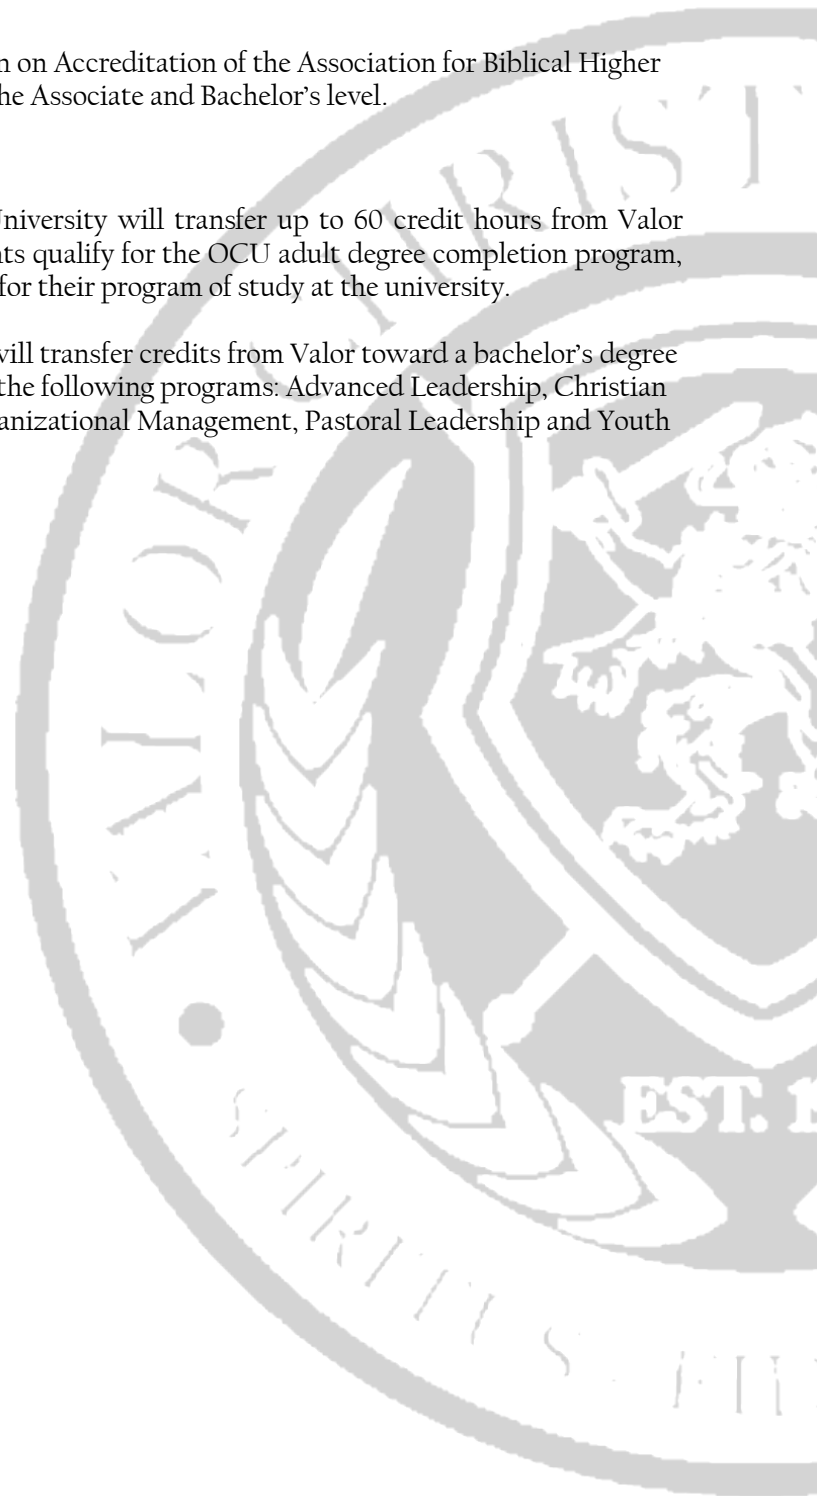 on Accreditation of the Association for Biblical Higher
Associate and Bachelor’s level.
University will transfer up to 60 credit hours from Valor
qualify for the OCU adult degree completion program,
for their program of study at the university.
will transfer credits from Valor toward a bachelor’s degree
the following programs: Advanced Leadership, Christian
Management, Pastoral Leadership and Youth
VALOR CHRIST
EST. 1
SPIRITUS